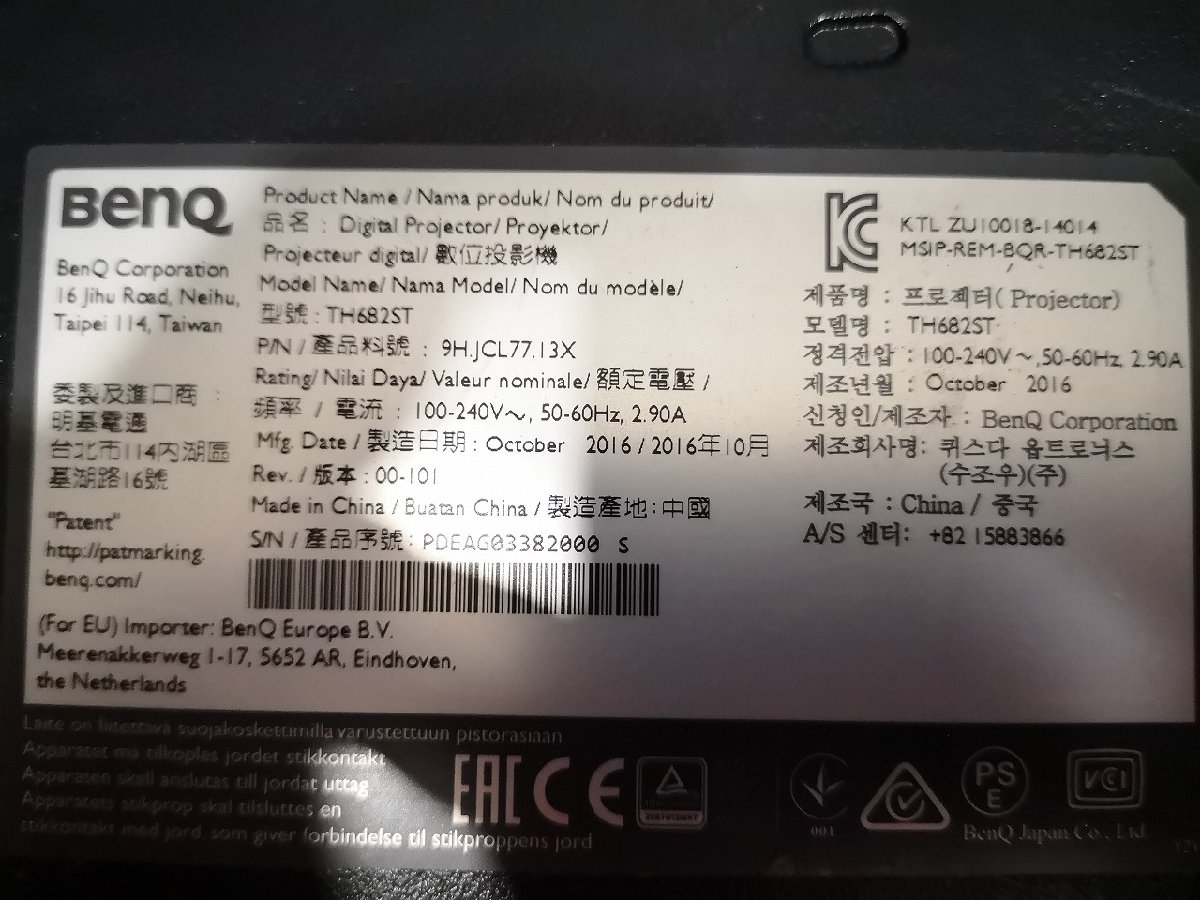 BenQ
BenQ Corporation
16 Jihu Road, Neihu,
Taipei 114, Taiwan
委製及進口商 :
明基電通
台北市114內湖區
基湖路16號
"Patent"
http://patmarking.
benq.com/
Product Name / Nama produk/ Nom du produit/
品名 : Digital Projector/ Proyektor/
Projecteur digital/ 數位投影機
Model Name/ Nama Model/ Nom du modèle/
型號 : TH682ST
P/N / 產品料號 : 9H.JCL77.13X
Rating/ Nilai Daya/ Valeur nominale/ 額定電壓 /
頻率 / 電流 : 100-240V~, 50-60Hz, 2.90A
Mfg. Date / 製造日期 : October 2016 / 2016年10月
Rev. / 版本 : 00-101
Made in China / Buatan China / 製造產地: 中國
S/N / 產品序號: PDEAG03382000 S
(For EU) Importer: BenQ Europe B.V.
Meerenakkerweg 1-17, 5652 AR, Eindhoven,
the Netherlands
KC
KTL ZU10018-14014
MSIP-REM-BQR-TH682ST
제품명 : 프로젝터( Projector)
모델명 : TH682ST
정격전압 : 100-240V~, 50-60Hz, 2.90A
제조년월 : October 2016
신청인/제조자 : BenQ Corporation
제조회사명: 퀴스다 옵트로닉스
(수조우)(주)
제조국 : China / 중국
A/S 센터: +82 15883866
Laite on liitettävä suojakoskettimilla varustettuun pistorasiaan
Apparatet må tilkoples jordet stikkontakt
Apparaten skall anslutas till jordat uttag
Apparatets stikprop skal tilsluttes en
stikkontakt med jord, som giver forbindelse til stikproppens jord
EAC CE
001
PS
E
VCCI
BenQ Japan Co., Ltd.